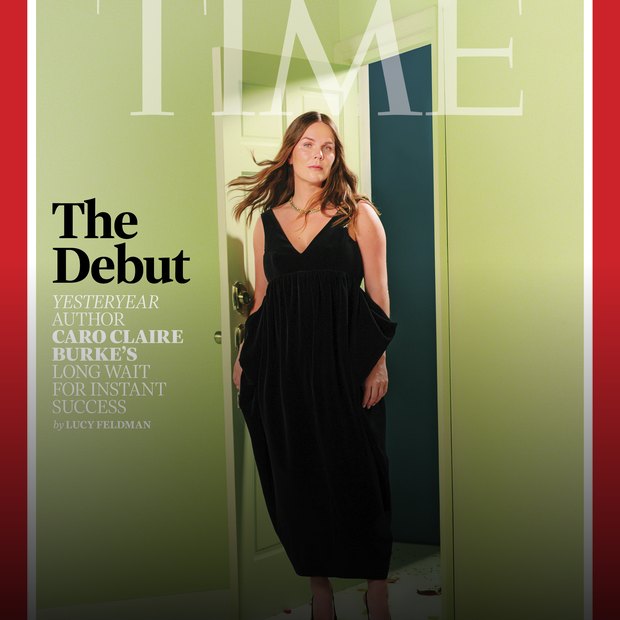 TIME
The
Debut
YESTERYEAR
AUTHOR
CARO CLAIRE
BURKE'S
LONG WAIT
FOR INSTANT
SUCCESS
by LUCY FELDMAN